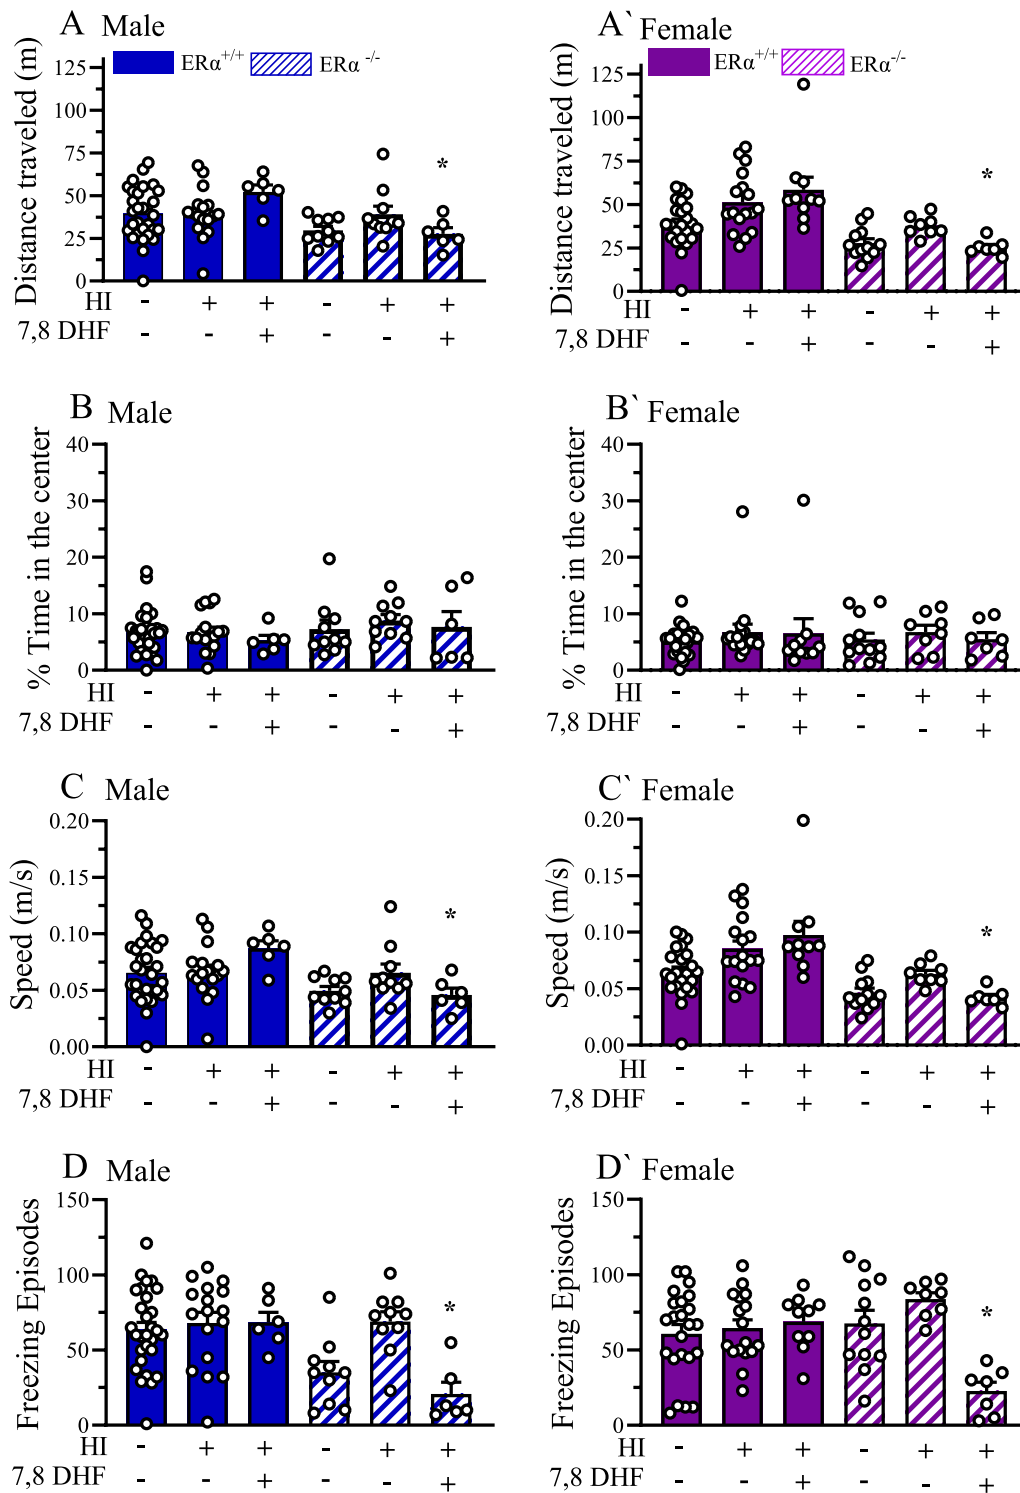 A Male
ERα+/+ ERα -/-
Distance traveled (m)
125
100
75
50
25
0
*
HI - + + - + +
7,8 DHF - - + - - +
A` Female
ERα+/+ ERα-/-
Distance traveled (m)
125
100
75
50
25
0
*
HI - + + - + +
7,8 DHF - - + - - +
B Male
% Time in the center
40
30
20
10
0
HI - + + - + +
7,8 DHF - - + - - +
B` Female
% Time in the center
40
30
20
10
0
HI - + + - + +
7,8 DHF - - + - - +
C Male
Speed (m/s)
0.20
0.15
0.10
0.05
0.00
*
HI - + + - + +
7,8 DHF - - + - - +
C` Female
Speed (m/s)
0.20
0.15
0.10
0.05
0.00
*
HI - + + - + +
7,8 DHF - - + - - +
D Male
Freezing Episodes
150
100
50
0
*
HI - + + - + +
7,8 DHF - - + - - +
D` Female
Freezing Episodes
150
100
50
0
*
HI - + + - + +
7,8 DHF - - + - - +